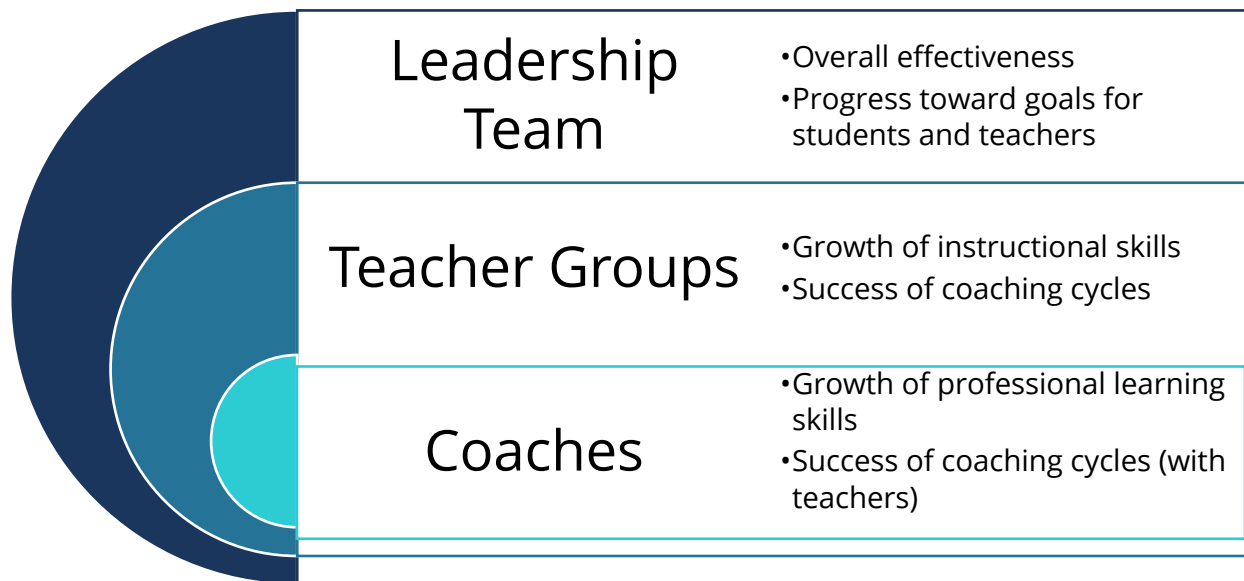 Leadership
Team
•Overall effectiveness
•Progress toward goals for
students and teachers
Teacher Groups
•Growth of instructional skills
•Success of coaching cycles
Coaches
•Growth of professional learning
skills
•Success of coaching cycles (with
teachers)